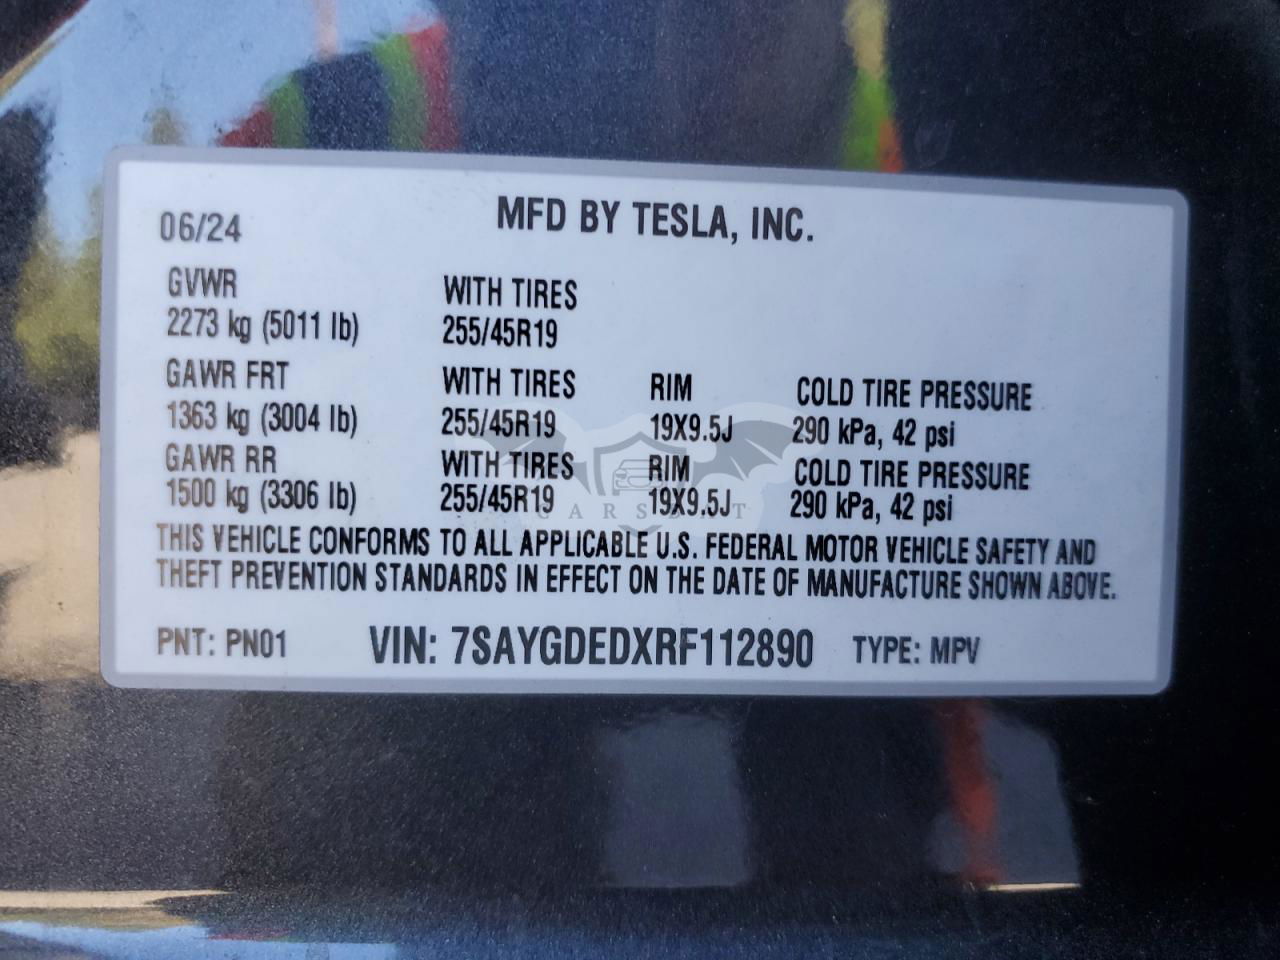 06/24 MFD BY TESLA, INC.
GVWR WITH TIRES
2273 kg (5011 lb) 255/45R19
GAWR FRT WITH TIRES RIM COLD TIRE PRESSURE
1363 kg (3004 lb) 255/45R19 19X9.5J 290 kPa, 42 psi
GAWR RR WITH TIRES RIM COLD TIRE PRESSURE
1500 kg (3306 lb) 255/45R19 19X9.5J 290 kPa, 42 psi
THIS VEHICLE CONFORMS TO ALL APPLICABLE U.S. FEDERAL MOTOR VEHICLE SAFETY AND
THEFT PREVENTION STANDARDS IN EFFECT ON THE DATE OF MANUFACTURE SHOWN ABOVE.
PNT: PN01 VIN: 7SAYGDEDXRF112890 TYPE: MPV